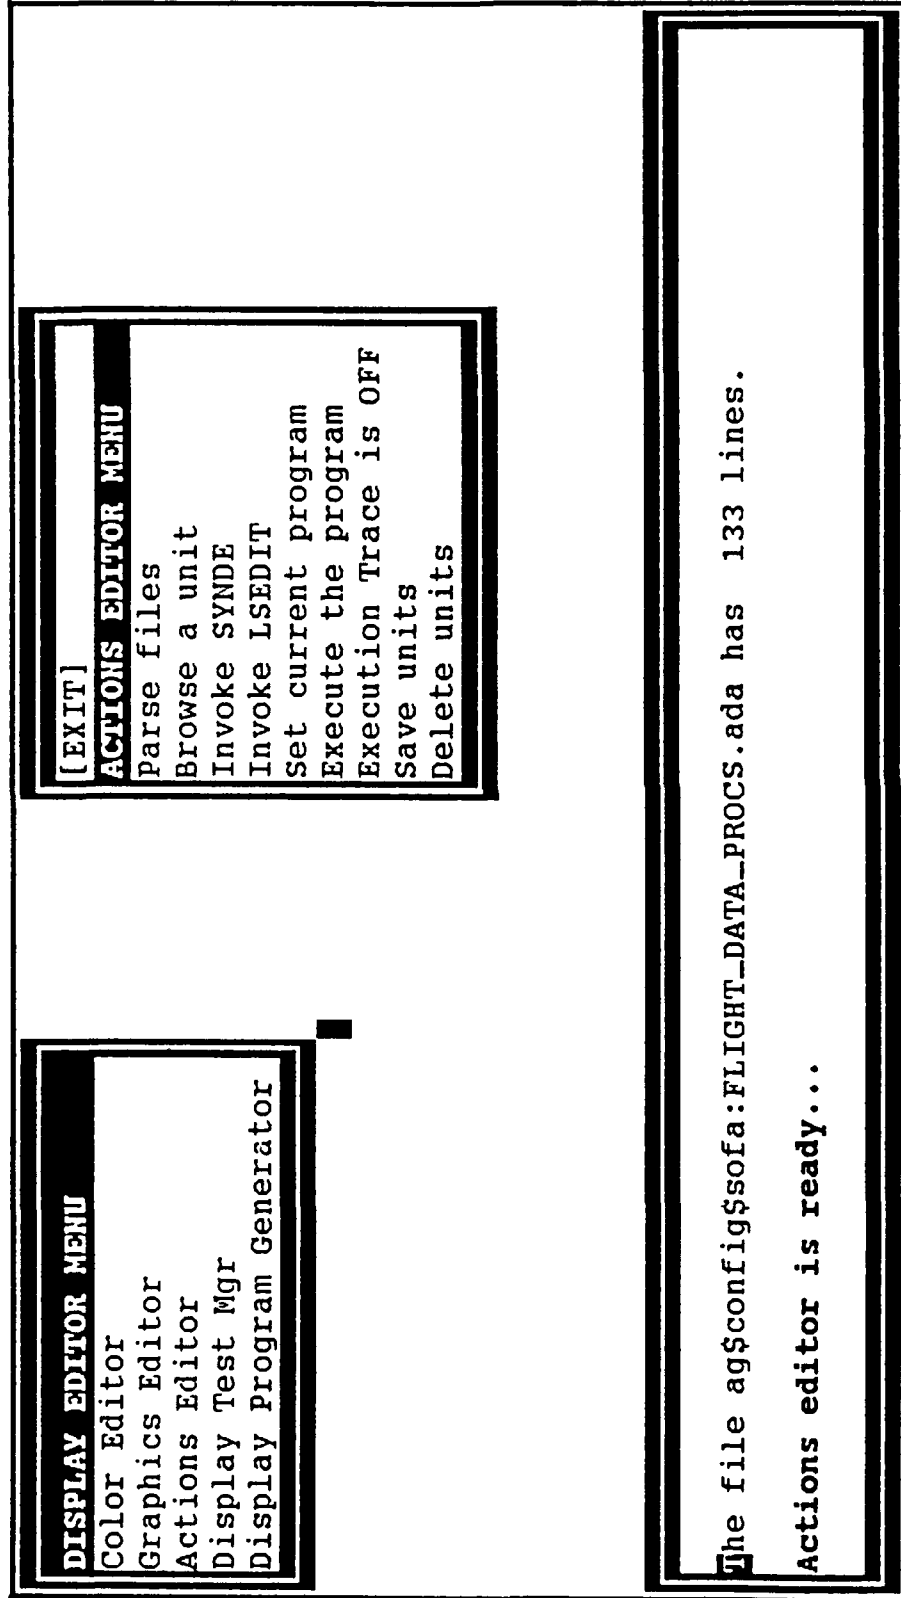 DISPLAY EDITOR MENU
Color Editor
Graphics Editor
Actions Editor
Display Test Mgr
Display Program Generator
[EXIT]
ACTIONS EDITOR MENU
Parse files
Browse a unit
Invoke SYNDE
Invoke LSEDIT
Set current program
Execute the program
Execution Trace is OFF
Save units
Delete units
The file ag$config$sofa:FLIGHT_DATA_PROCS.ada has 133 lines.
Actions editor is ready...